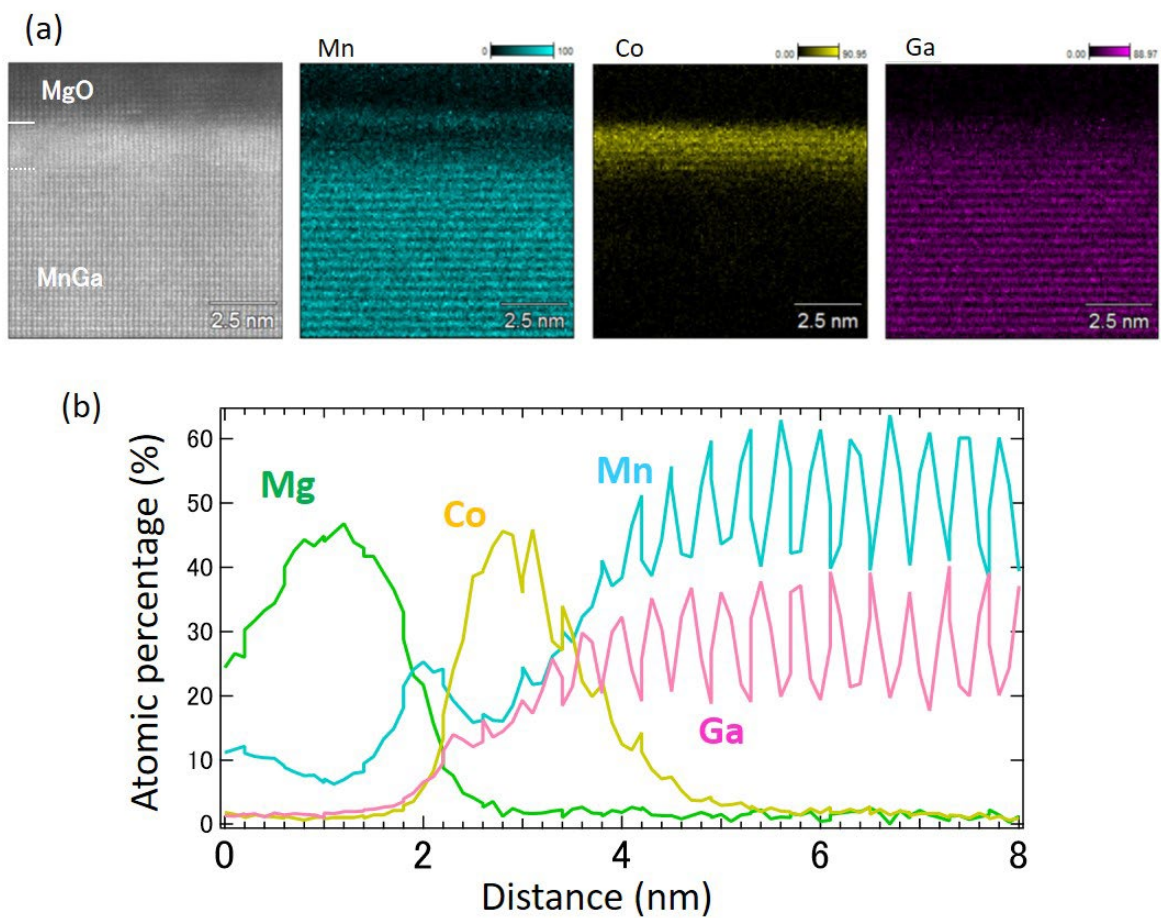 (a)
Mn
Co
Ga
0
100
0.00
90.95
0.00
88.97
MgO
MnGa
2.5 nm
2.5 nm
2.5 nm
2.5 nm
(b)
Atomic percentage (%)
60
50
40
30
20
10
0
Mg
Co
Mn
Ga
0
2
4
6
8
Distance (nm)